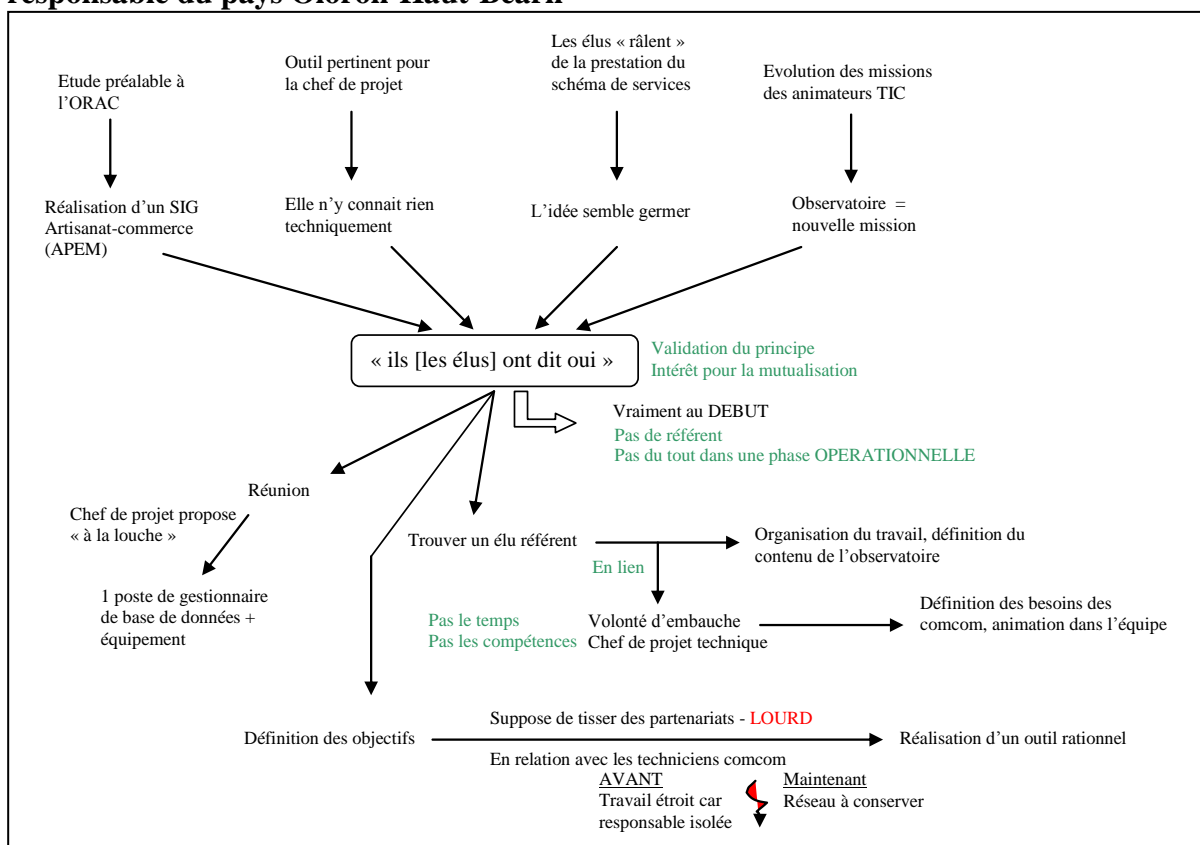 responsable du pays Oloron-Haut-Béarn
Etude préalable à
l'ORAC
Outil pertinent pour
la chef de projet
Les élus « râlent »
de la prestation du
schéma de services
Evolution des missions
des animateurs TIC
Réalisation d'un SIG
Artisanat-commerce
(APEM)
Elle n'y connait rien
techniquement
L'idée semble germer
Observatoire =
nouvelle mission
« ils [les élus] ont dit oui »
Validation du principe
Intérêt pour la mutualisation
Vraiment au DEBUT
Pas de référent
Pas du tout dans une phase OPERATIONNELLE
Réunion
Chef de projet propose
« à la louche »
1 poste de gestionnaire
de base de données +
équipement
Trouver un élu référent
Organisation du travail, définition du
contenu de l'observatoire
En lien
Pas le temps
Pas les compétences
Volonté d'embauche
Chef de projet technique
Définition des besoins des
comcom, animation dans l'équipe
Définition des objectifs
Suppose de tisser des partenariats - LOURD
En relation avec les techniciens comcom
Réalisation d'un outil rationnel
AVANT
Travail étroit car
responsable isolée
Maintenant
Réseau à conserver